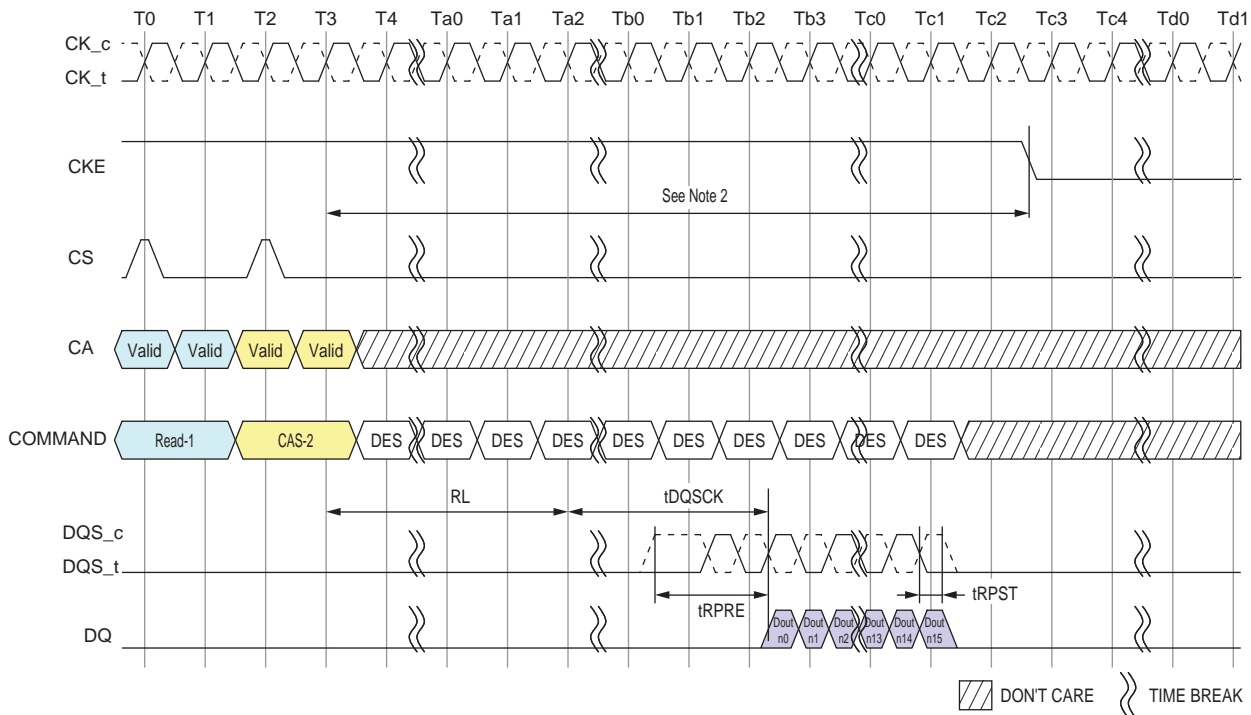 T0 T1 T2 T3 T4 Ta0 Ta1 Ta2 Tb0 Tb1 Tb2 Tb3 Tc0 Tc1 Tc2 Tc3 Tc4 Td0 Td1
CK_c
CK_t
CKE
See Note 2
CS
CA Valid Valid Valid Valid
COMMAND Read-1 CAS-2 DES DES DES DES DES DES DES DES DES DES
RL tDQSCK
DQS_c
DQS_t
tRPRE tRPST
DQ Dout n0 Dout n1 Dout n2 Dout n13 Dout n14 Dout n15
DON'T CARE TIME BREAK